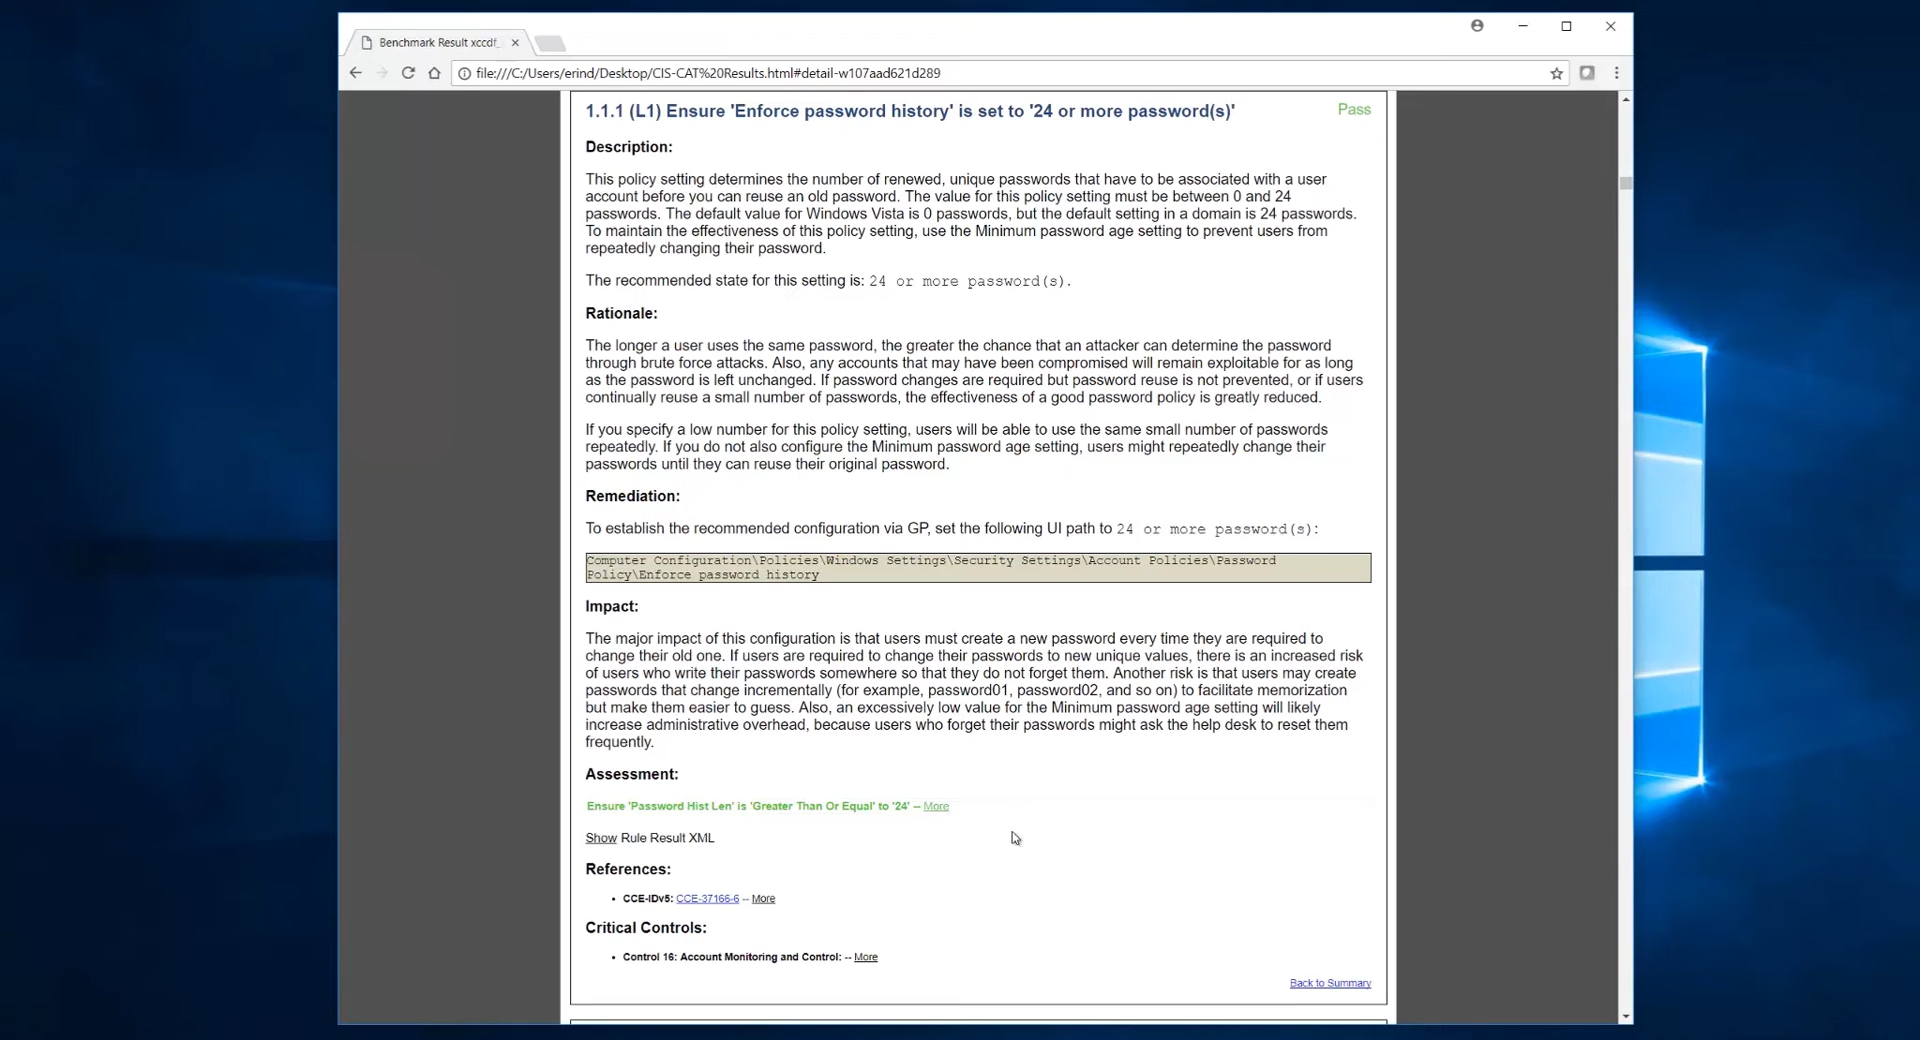 Benchmark Result xccdf_
file:///C:/Users/erind/Desktop/CIS-CAT%20Results.html#detail-w107aad621d289
1.1.1 (L1) Ensure 'Enforce password history' is set to '24 or more password(s)'
Pass
Description:
This policy setting determines the number of renewed, unique passwords that have to be associated with a user
account before you can reuse an old password. The value for this policy setting must be between 0 and 24
passwords. The default value for Windows Vista is 0 passwords, but the default setting in a domain is 24 passwords.
To maintain the effectiveness of this policy setting, use the Minimum password age setting to prevent users from
repeatedly changing their password.
The recommended state for this setting is: 24 or more password(s).
Rationale:
The longer a user uses the same password, the greater the chance that an attacker can determine the password
through brute force attacks. Also, any accounts that may have been compromised will remain exploitable for as long
as the password is left unchanged. If password changes are required but password reuse is not prevented, or if users
continually reuse a small number of passwords, the effectiveness of a good password policy is greatly reduced.
If you specify a low number for this policy setting, users will be able to use the same small number of passwords
repeatedly. If you do not also configure the Minimum password age setting, users might repeatedly change their
passwords until they can reuse their original password.
Remediation:
To establish the recommended configuration via GP, set the following UI path to 24 or more password(s):
Computer Configuration\Policies\Windows Settings\Security Settings\Account Policies\Password
Policy\Enforce password history
Impact:
The major impact of this configuration is that users must create a new password every time they are required to
change their old one. If users are required to change their passwords to new unique values, there is an increased risk
of users who write their passwords somewhere so that they do not forget them. Another risk is that users may create
passwords that change incrementally (for example, password01, password02, and so on) to facilitate memorization
but make them easier to guess. Also, an excessively low value for the Minimum password age setting will likely
increase administrative overhead, because users who forget their passwords might ask the help desk to reset them
frequently.
Assessment:
Ensure 'Password Hist Len' is 'Greater Than Or Equal' to '24' -- More
Show Rule Result XML
References:
• CCE-IDv5: CCE-37166-6 -- More
Critical Controls:
• Control 16: Account Monitoring and Control: -- More
Back to Summary